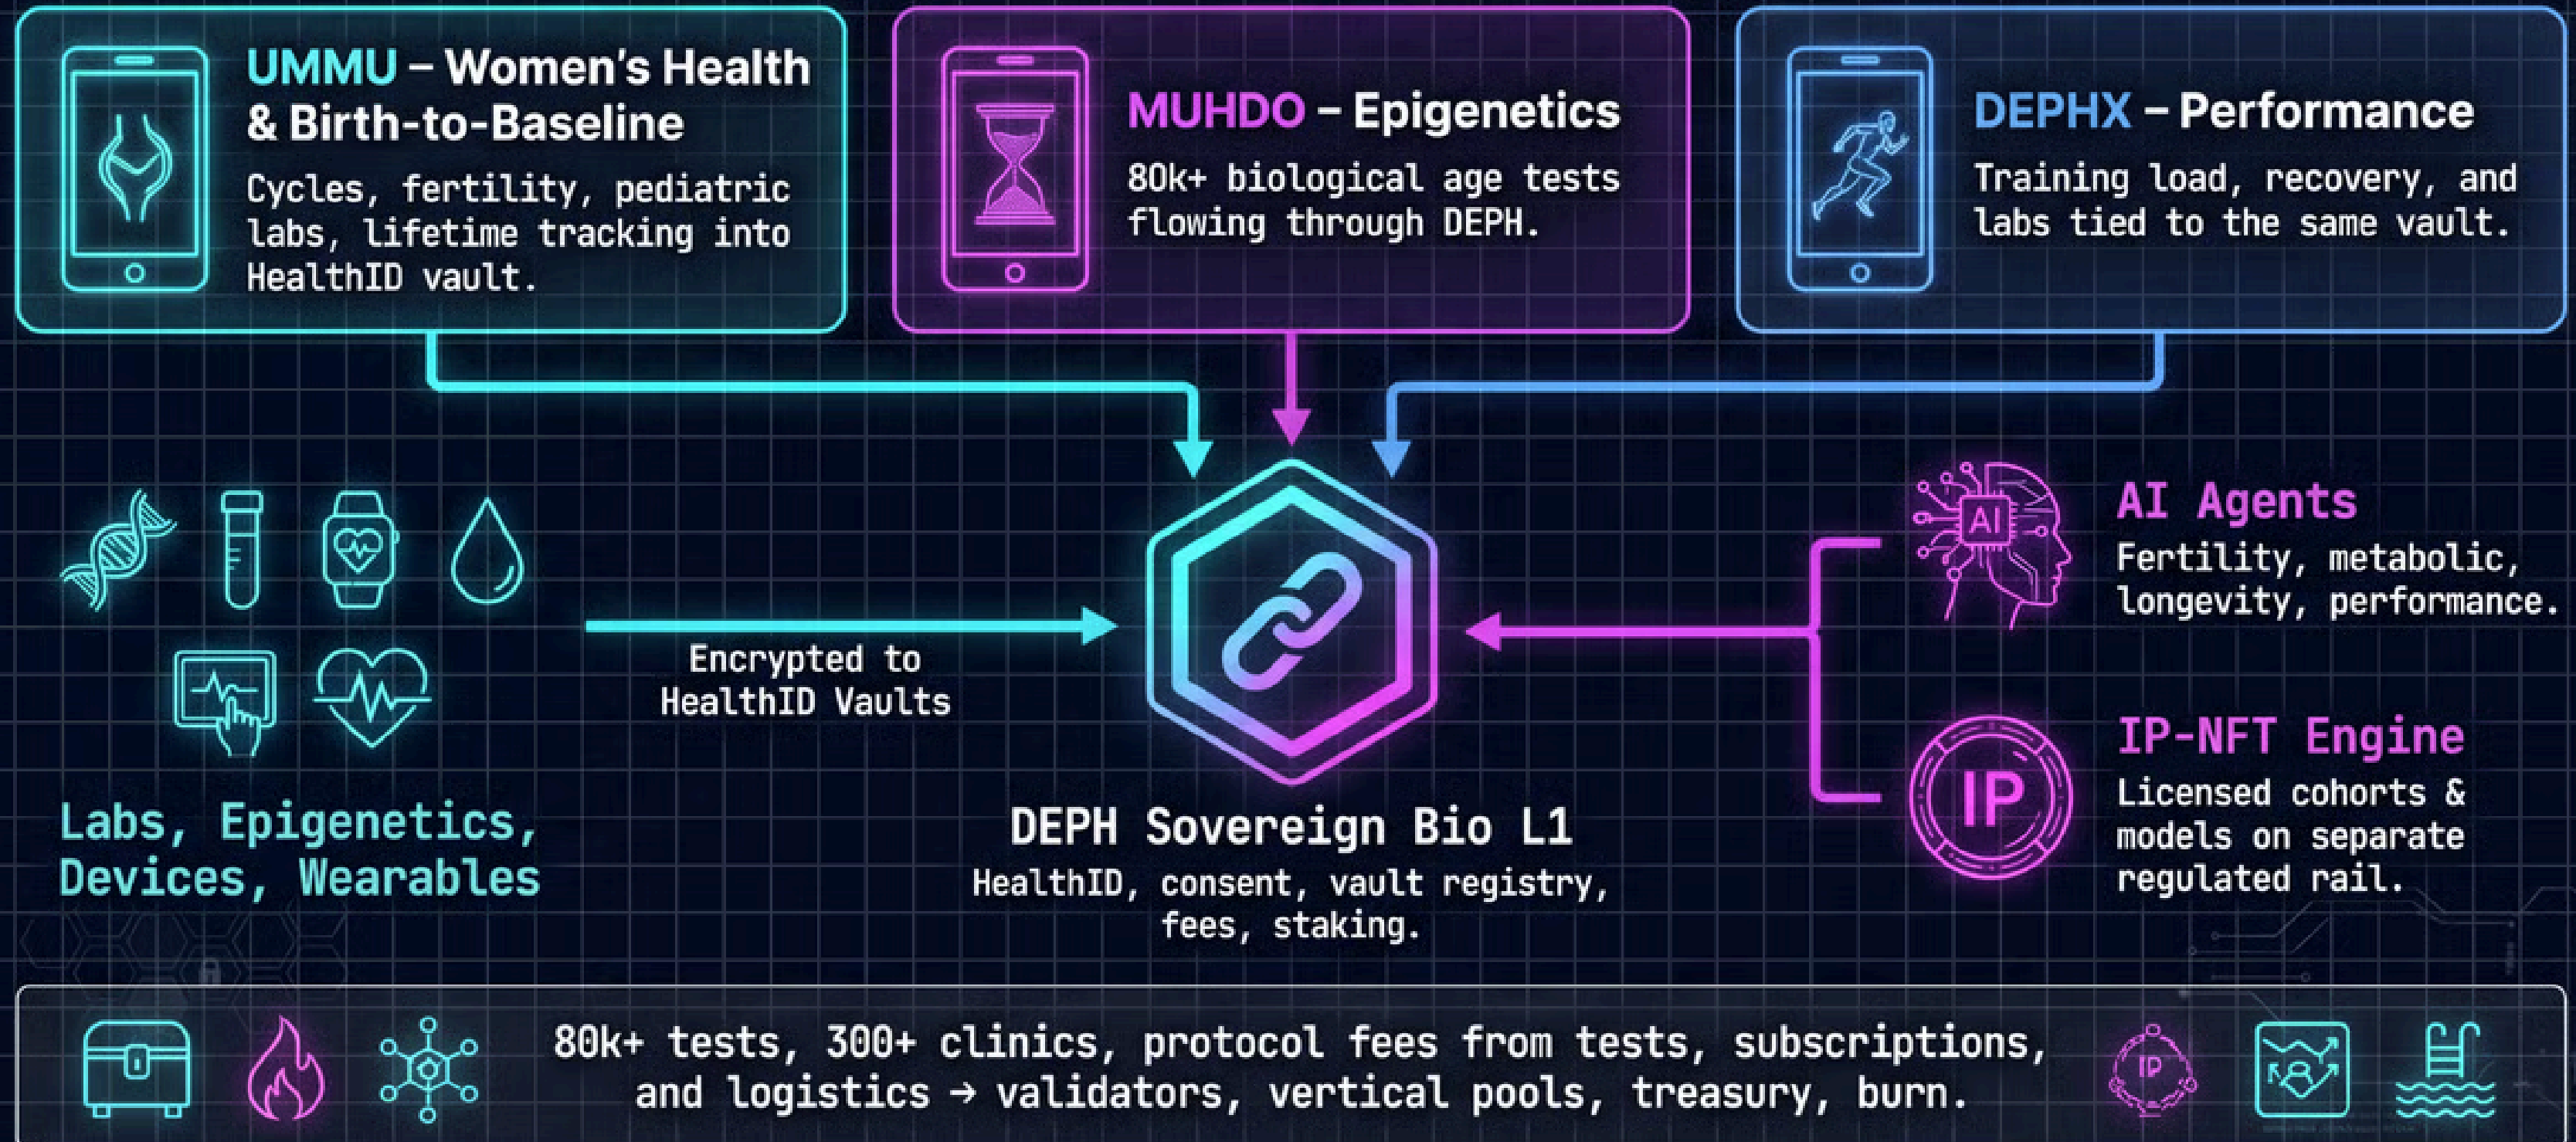 UMMU – Women's Health
& Birth-to-Baseline
Cycles, fertility, pediatric
labs, lifetime tracking into
HealthID vault.
MUHDO – Epigenetics
80k+ biological age tests
flowing through DEPH.
DEPHX – Performance
Training load, recovery, and
labs tied to the same vault.
Encrypted to
HealthID Vaults
Labs, Epigenetics,
Devices, Wearables
DEPH Sovereign Bio L1
HealthID, consent, vault registry,
fees, staking.
AI
AI Agents
Fertility, metabolic,
longevity, performance.
IP
IP-NFT Engine
Licensed cohorts &
models on separate
regulated rail.
80k+ tests, 300+ clinics, protocol fees from tests, subscriptions,
and logistics → validators, vertical pools, treasury, burn.
IP